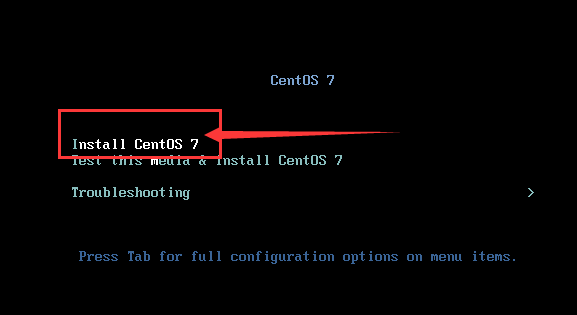 CentOS 7
Install CentOS 7
Test this media & install CentOS 7
Troubleshooting >
Press Tab for full configuration options on menu items.